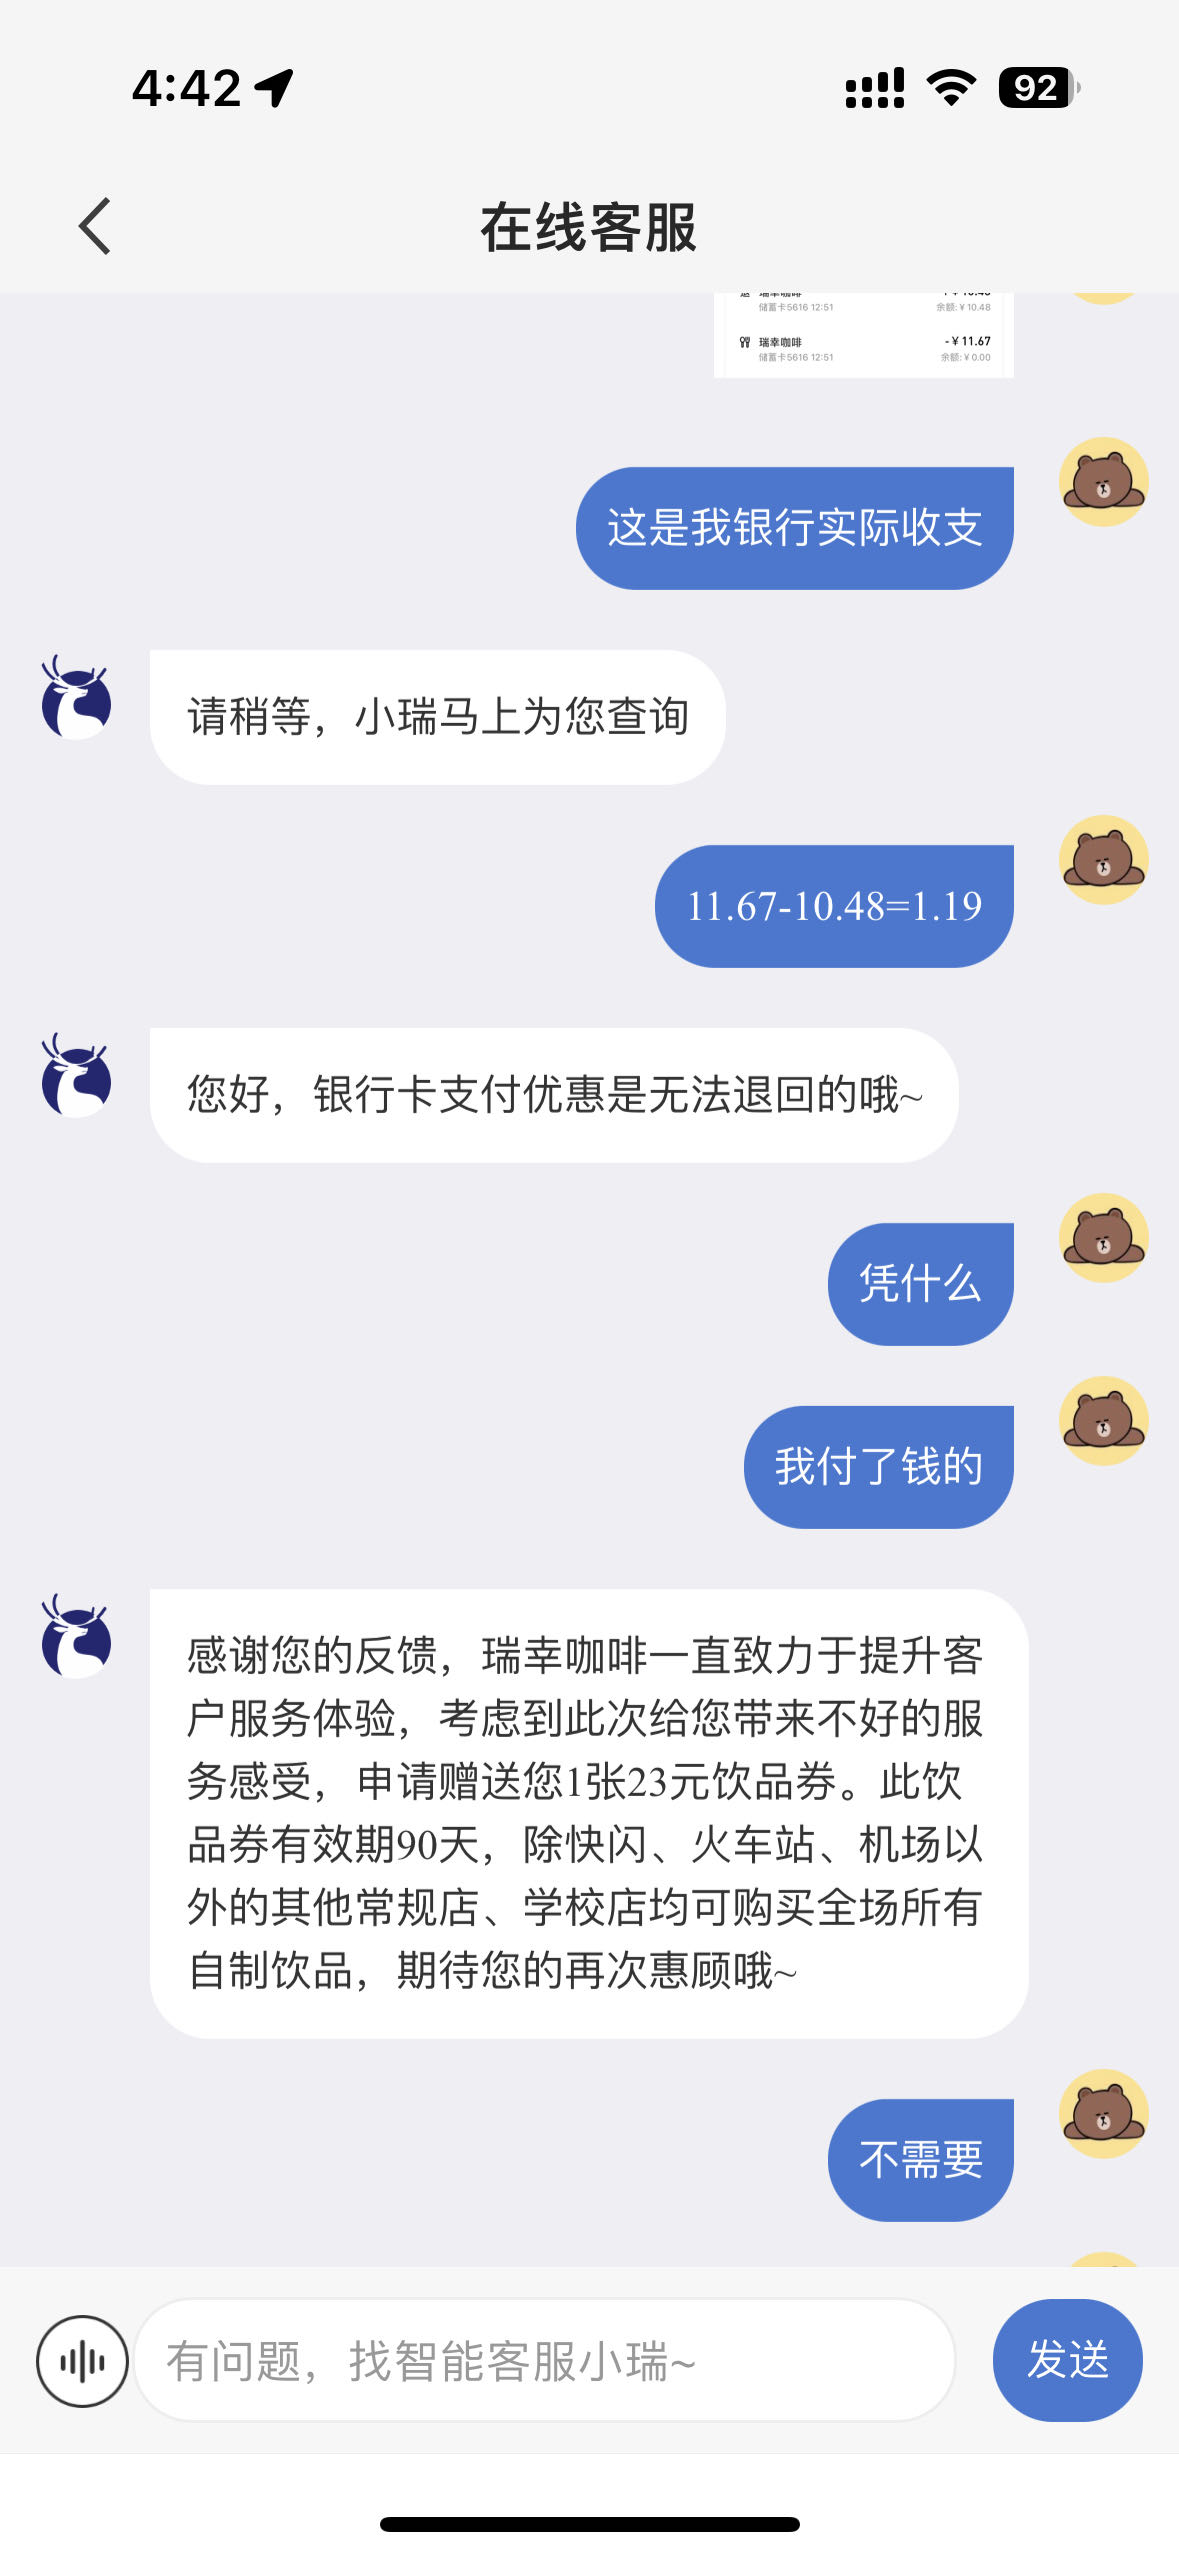 4:42
92
在线客服
储蓄卡5616 12:51
余额: ¥ 10.48
瑞幸咖啡
-¥ 11.67
储蓄卡5616 12:51
余额: ¥ 0.00
这是我银行实际收支
请稍等，小瑞马上为您查询
11.67-10.48=1.19
您好，银行卡支付优惠是无法退回的哦~
凭什么
我付了钱的
感谢您的反馈，瑞幸咖啡一直致力于提升客
户服务体验，考虑到此次给您带来不好的服
务感受，申请赠送您1张23元饮品券。此饮
品券有效期90天，除快闪、火车站、机场以
外的其他常规店、学校店均可购买全场所有
自制饮品，期待您的再次惠顾哦~
不需要
有问题，找智能客服小瑞~
发送